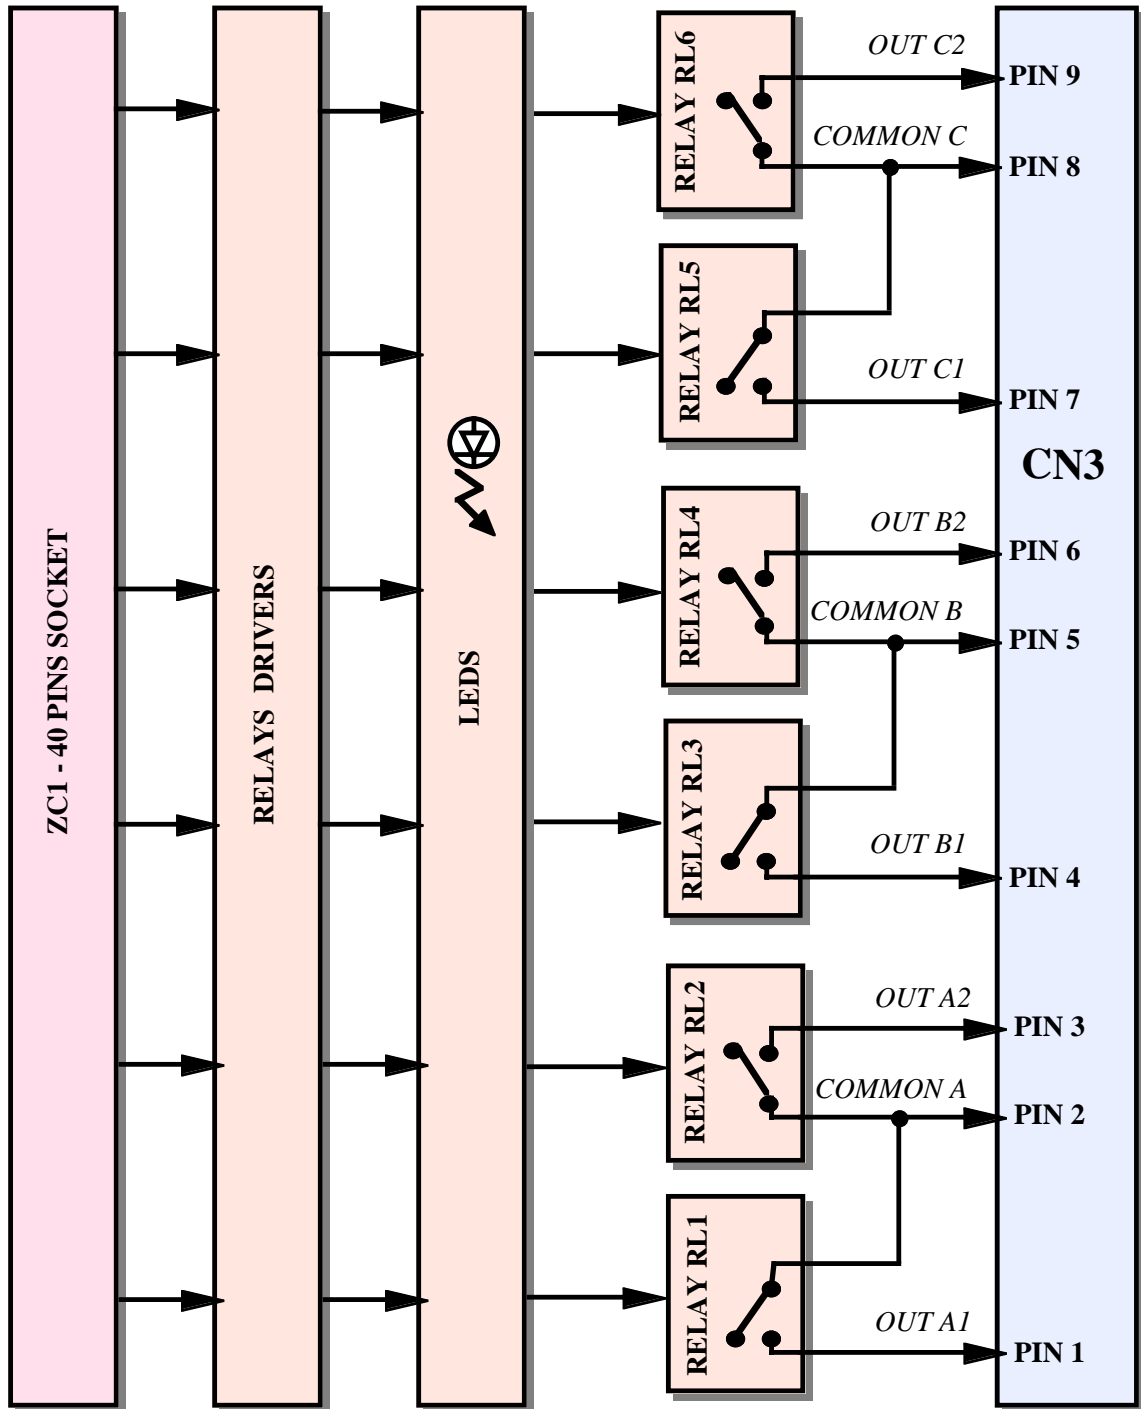 ZC1 - 40 PINS SOCKET
RELAYS DRIVERS
LEDS
RELAY RL6
OUT C2
PIN 9
COMMON C
PIN 8
RELAY RL5
OUT C1
PIN 7
CN3
RELAY RL4
OUT B2
PIN 6
COMMON B
PIN 5
RELAY RL3
OUT B1
PIN 4
RELAY RL2
OUT A2
PIN 3
COMMON A
PIN 2
RELAY RL1
OUT A1
PIN 1